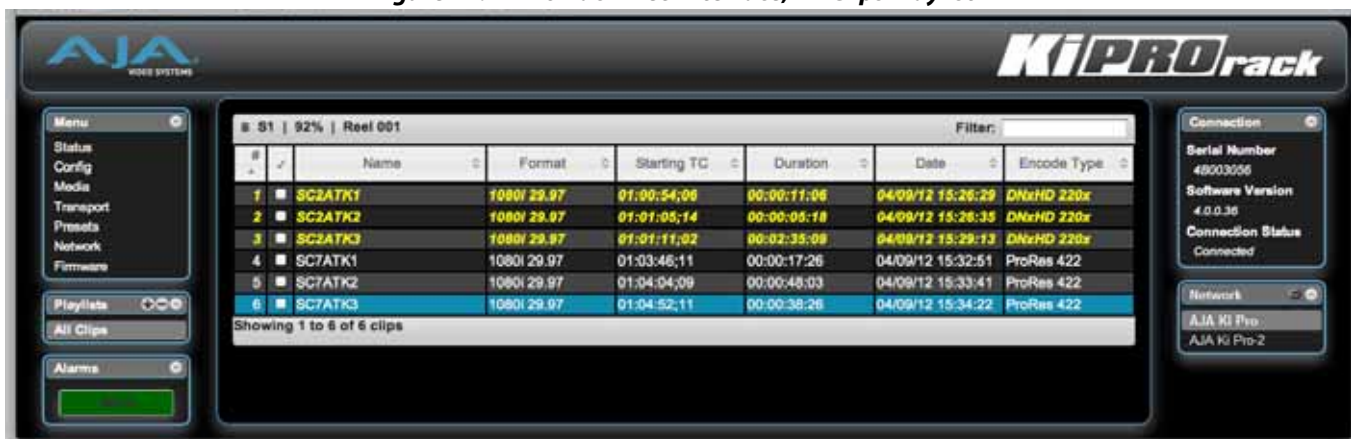 AJA
VIDEO SYSTEMS
KiPROrack
Menu
Status
Config
Media
Transport
Presets
Network
Firmware
Playlists
All Clips
Alarms
S1 | 92% | Reel 001
Filter:
# Name Format Starting TC Duration Date Encode Type
1 SC2ATK1 1080i 29.97 01:00:54;06 00:00:11:06 04/09/12 15:26:29 DNxHD 220x
2 SC2ATK2 1080i 29.97 01:01:05;14 00:00:05:18 04/09/12 15:26:35 DNxHD 220x
3 SC2ATK3 1080i 29.97 01:01:11;02 00:02:35:09 04/09/12 15:29:13 DNxHD 220x
4 SC7ATK1 1080i 29.97 01:03:46;11 00:00:17:26 04/09/12 15:32:51 ProRes 422
5 SC7ATK2 1080i 29.97 01:04:04;09 00:00:48:03 04/09/12 15:33:41 ProRes 422
6 SC7ATK3 1080i 29.97 01:04:52;11 00:00:38:26 04/09/12 15:34:22 ProRes 422
Showing 1 to 6 of 6 clips
Connection
Serial Number
4B003056
Software Version
4.0.0.36
Connection Status
Connected
Network
AJA Ki Pro
AJA Ki Pro-2